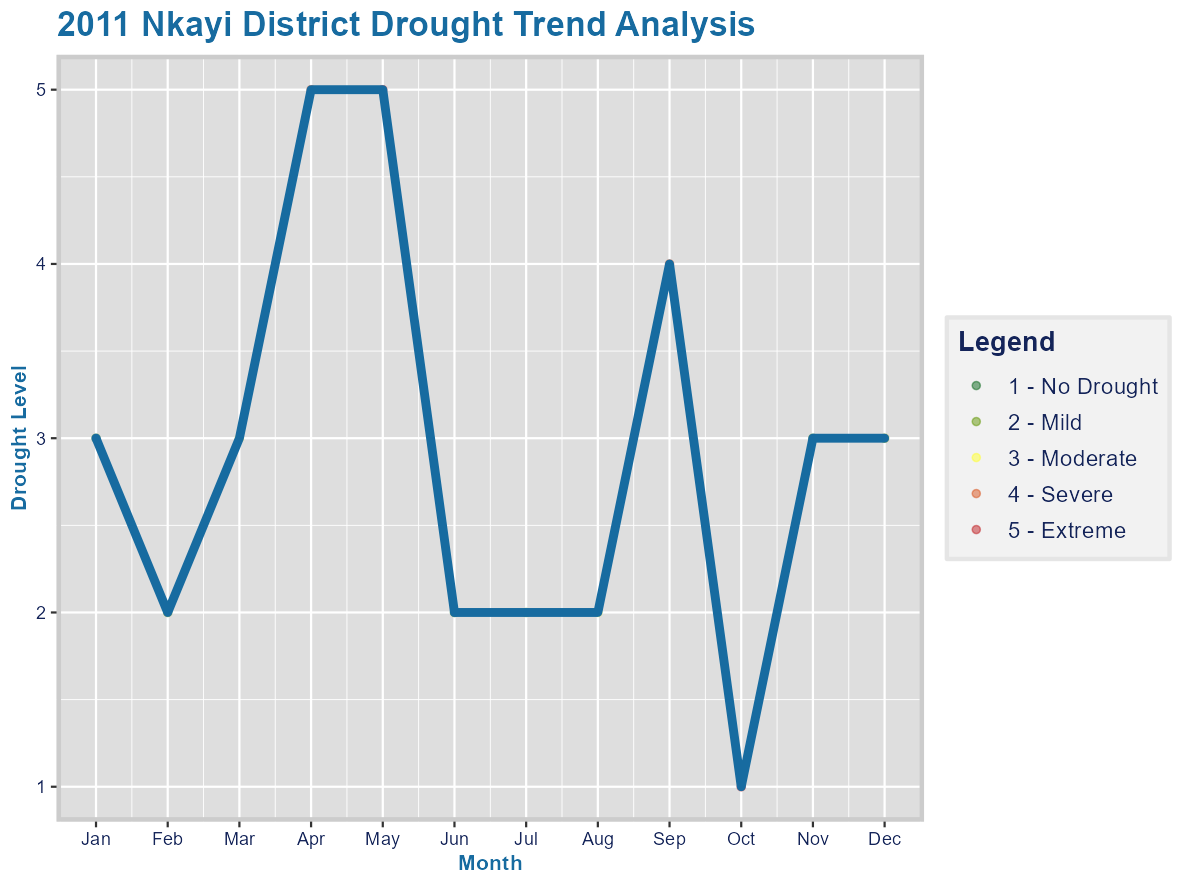 2011 Nkayi District Drought Trend Analysis
Drought Level
5
4
3
2
1
Jan Feb Mar Apr May Jun Jul Aug Sep Oct Nov Dec
Month
Legend
1 - No Drought
2 - Mild
3 - Moderate
4 - Severe
5 - Extreme